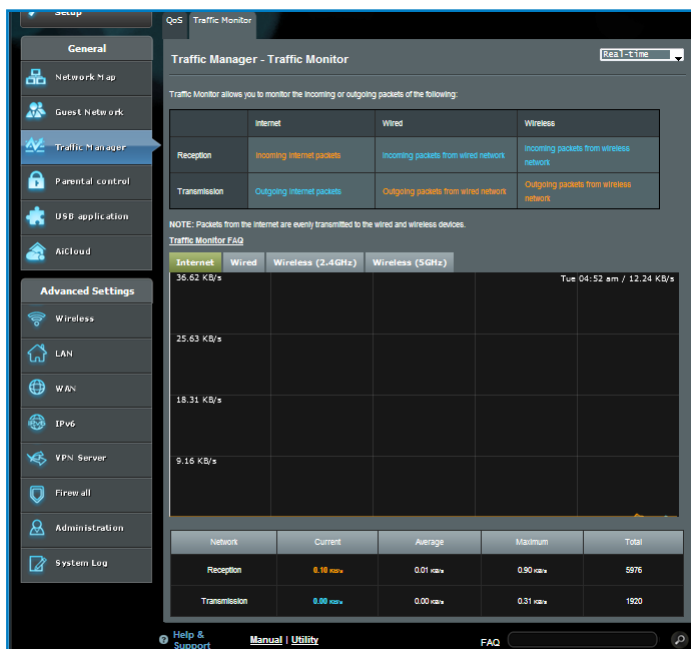 Setup
QoS Traffic Monitor
General
Network Map
Guest Network
Traffic Manager
Parental control
USB application
AiCloud
Advanced Settings
Wireless
LAN
WAN
IPv6
VPN Server
Firewall
Administration
System Log
Traffic Manager - Traffic Monitor
Real-time
Traffic Monitor allows you to monitor the incoming or outgoing packets of the following:
Internet Wired Wireless
Reception Incoming Internet packets Incoming packets from wired network Incoming packets from wireless network
Transmission Outgoing Internet packets Outgoing packets from wired network Outgoing packets from wireless network
NOTE: Packets from the Internet are evenly transmitted to the wired and wireless devices.
Traffic Monitor FAQ
Internet Wired Wireless (2.4GHz) Wireless (5GHz)
36.62 KB/s Tue 04:52 am / 12.24 KB/s
25.63 KB/s
18.31 KB/s
9.16 KB/s
Network Current Average Maximum Total
Reception 0.10 KB/s 0.01 KB/s 0.90 KB/s 5976
Transmission 0.00 KB/s 0.00 KB/s 0.31 KB/s 1920
Help & Support Manual | Utility FAQ